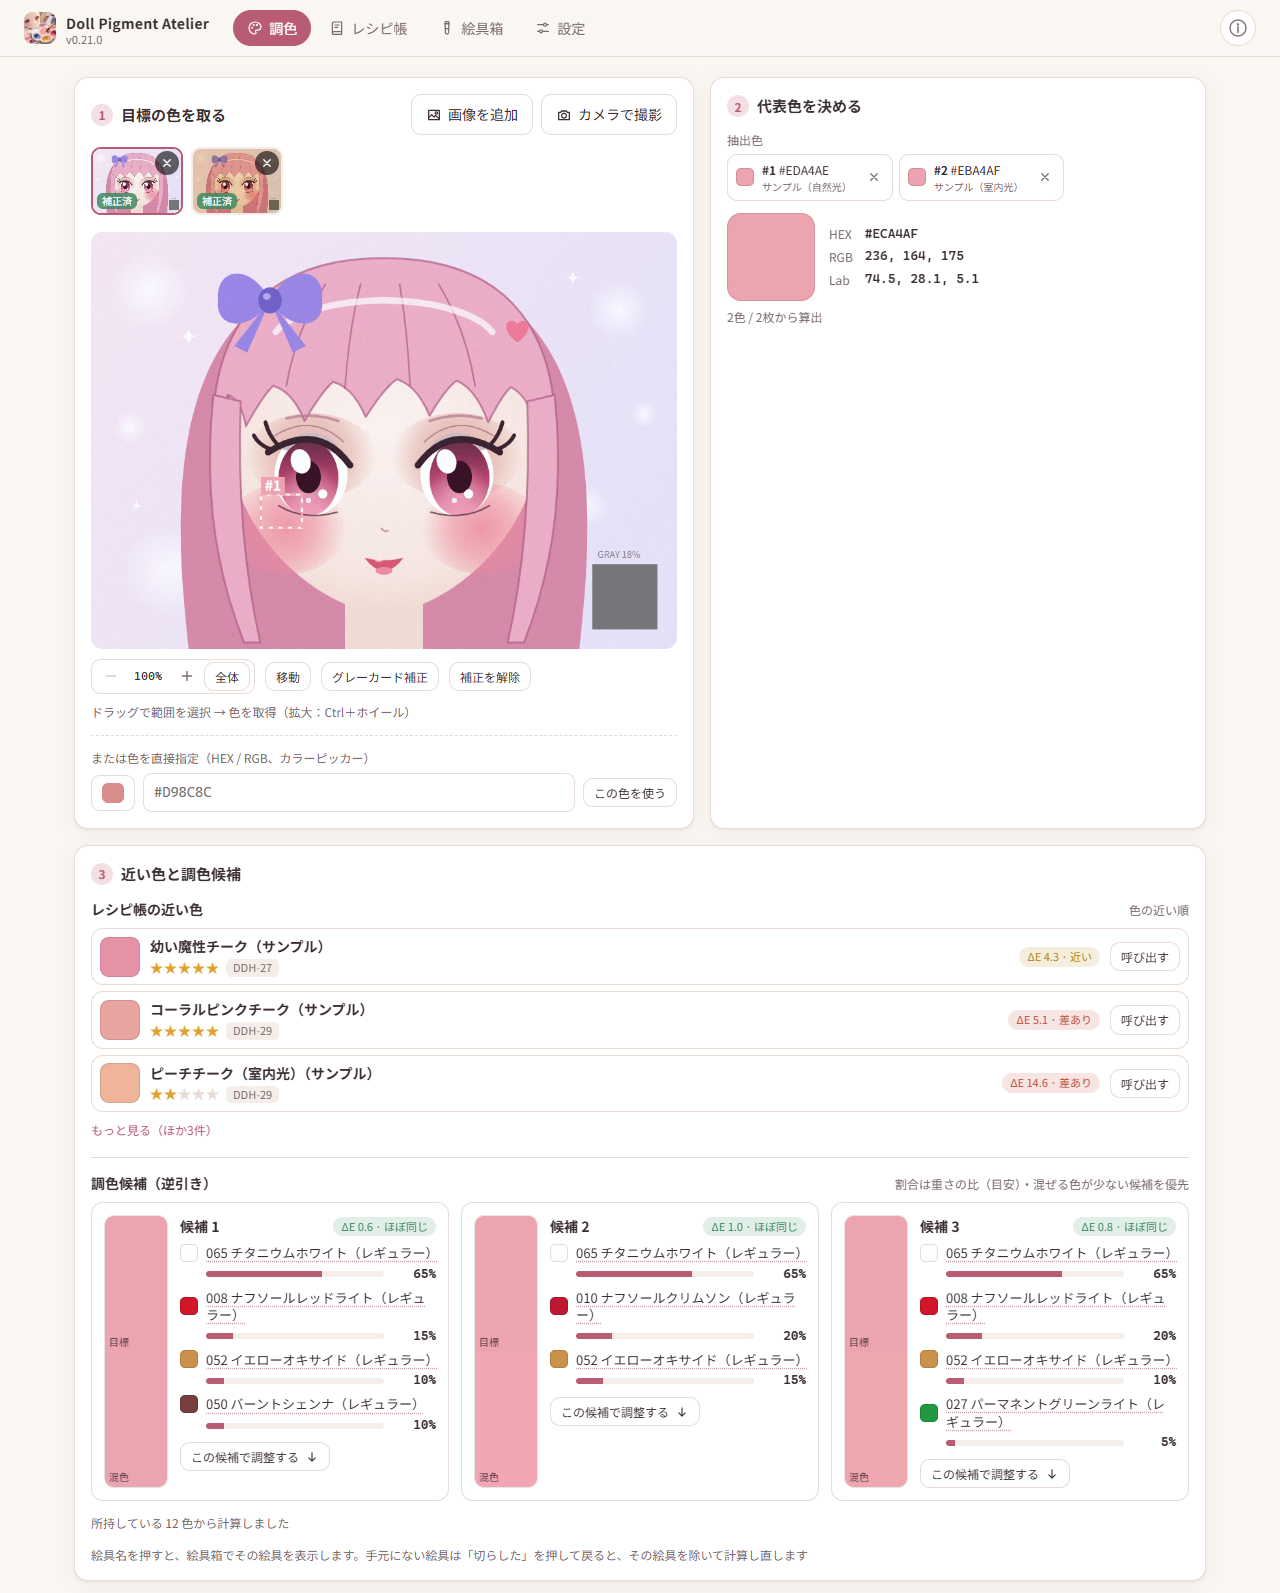 Doll Pigment Atelier
v0.21.0
調色
レシピ帳
絵具箱
設定
1 目標の色を取る
画像を追加
カメラで撮影
補正済
補正済
#1
GRAY 18%
100%
全体
移動
グレーカード補正
補正を解除
ドラッグで範囲を選択 → 色を取得（拡大：Ctrl＋ホイール）
または色を直接指定（HEX / RGB、カラーピッカー）
#D98C8C
この色を使う
2 代表色を決める
抽出色
#1 #EDA4AE
サンプル（自然光）
#2 #EBA4AF
サンプル（室内光）
HEX #ECA4AF
RGB 236, 164, 175
Lab 74.5, 28.1, 5.1
2色 / 2枚から算出
3 近い色と調色候補
レシピ帳の近い色
色の近い順
幼い魔性チーク（サンプル）
★★★★★ DDH-27
ΔE 4.3・近い
呼び出す
コーラルピンクチーク（サンプル）
★★★★★ DDH-29
ΔE 5.1・差あり
呼び出す
ピーチチーク（室内光）（サンプル）
★★★★★ DDH-29
ΔE 14.6・差あり
呼び出す
もっと見る（ほか3件）
調色候補（逆引き）
割合は重さの比（目安）・混ぜる色が少ない候補を優先
目標
混色
候補 1
ΔE 0.6・ほぼ同じ
065 チタニウムホワイト（レギュラー）
65%
008 ナフソールレッドライト（レギュ
ラー）
15%
052 イエローオキサイド（レギュラー）
10%
050 バーントシェンナ（レギュラー）
10%
この候補で調整する ↓
目標
混色
候補 2
ΔE 1.0・ほぼ同じ
065 チタニウムホワイト（レギュラー）
65%
010 ナフソールクリムソン（レギュラ
ー）
20%
052 イエローオキサイド（レギュラー）
15%
この候補で調整する ↓
目標
混色
候補 3
ΔE 0.8・ほぼ同じ
065 チタニウムホワイト（レギュラー）
65%
008 ナフソールレッドライト（レギュ
ラー）
20%
052 イエローオキサイド（レギュラー）
10%
027 パーマネントグリーンライト（レ
ギュラー）
5%
この候補で調整する ↓
所持している 12 色から計算しました
絵具名を押すと、絵具箱でその絵具を表示します。手元にない絵具は「切らした」を押して戻ると、その絵具を除いて計算し直します